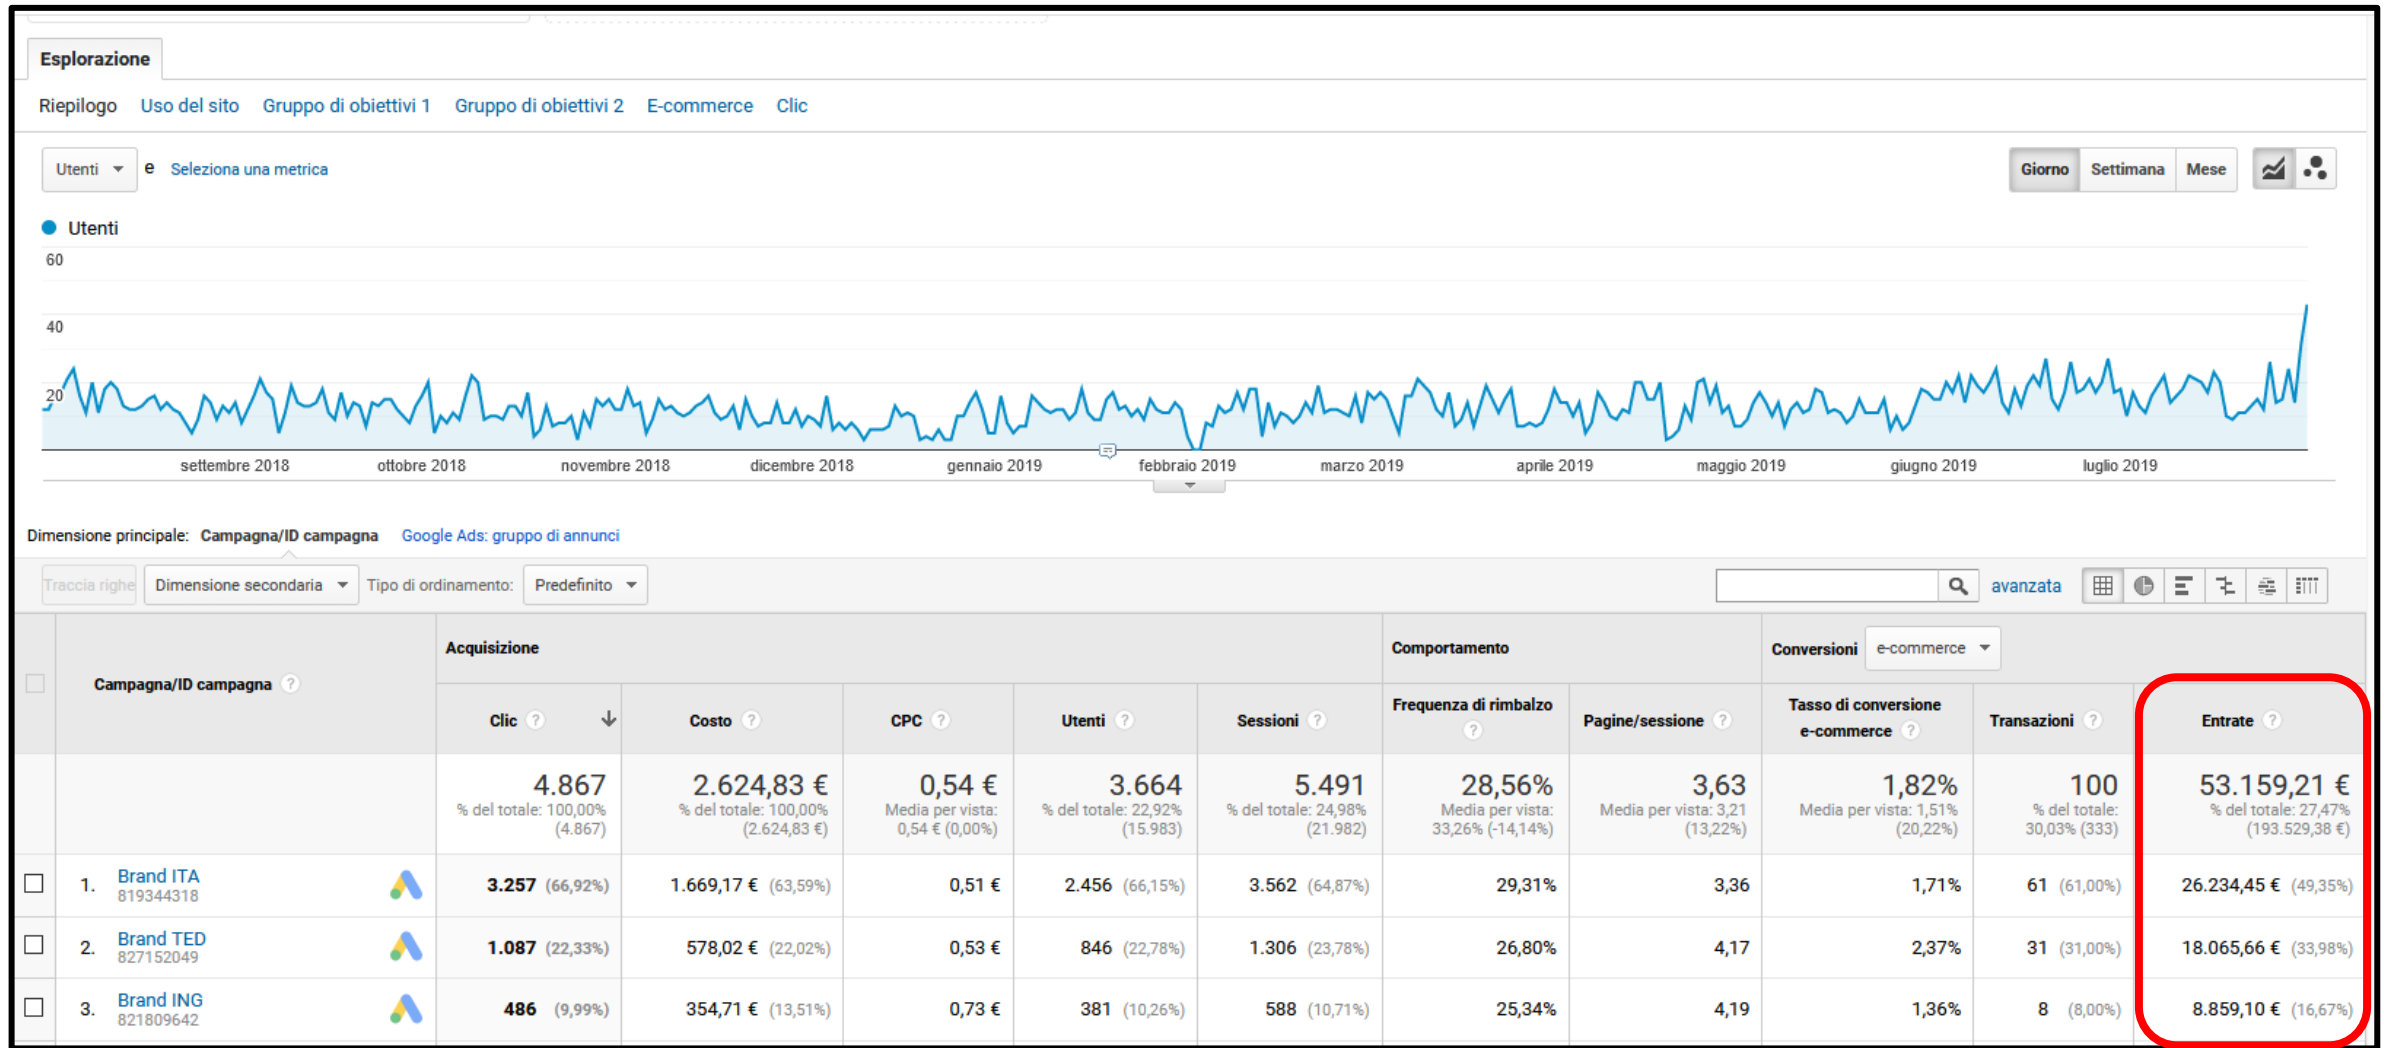 Esplorazione
Riepilogo Uso del sito Gruppo di obiettivi 1 Gruppo di obiettivi 2 E-commerce Clic
Utenti e Seleziona una metrica Giorno Settimana Mese
Utenti
60
40
20
settembre 2018 ottobre 2018 novembre 2018 dicembre 2018 gennaio 2019 febbraio 2019 marzo 2019 aprile 2019 maggio 2019 giugno 2019 luglio 2019
Dimensione principale: Campagna/ID campagna Google Ads: gruppo di annunci
Traccia righe Dimensione secondaria Tipo di ordinamento: Predefinito avanzata
Acquisizione Comportamento Conversioni e-commerce
Campagna/ID campagna ?
Clic ? Costo ? CPC ? Utenti ? Sessioni ? Frequenza di rimbalzo ? Pagine/sessione ? Tasso di conversione e-commerce ? Transazioni ? Entrate ?
4.867 2.624,83 € 0,54 € 3.664 5.491 28,56% 3,63 1,82% 100 53.159,21 €
% del totale: 100,00% % del totale: 100,00% Media per vista: % del totale: 22,92% % del totale: 24,98% Media per vista: Media per vista: 3,21 Media per vista: 1,51% % del totale: % del totale: 27,47%
(4.867) (2.624,83 €) 0,54 € (0,00%) (15.983) (21.982) 33,26% (-14,14%) (13,22%) (20,22%) 30,03% (333) (193.529,38 €)
1. Brand ITA 3.257 (66,92%) 1.669,17 € (63,59%) 0,51 € 2.456 (66,15%) 3.562 (64,87%) 29,31% 3,36 1,71% 61 (61,00%) 26.234,45 € (49,35%)
819344318
2. Brand TED 1.087 (22,33%) 578,02 € (22,02%) 0,53 € 846 (22,78%) 1.306 (23,78%) 26,80% 4,17 2,37% 31 (31,00%) 18.065,66 € (33,98%)
827152049
3. Brand ING 486 (9,99%) 354,71 € (13,51%) 0,73 € 381 (10,26%) 588 (10,71%) 25,34% 4,19 1,36% 8 (8,00%) 8.859,10 € (16,67%)
821809642